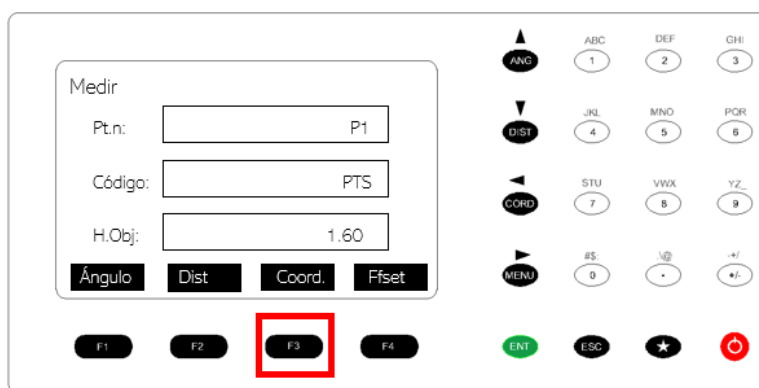 Medir
Pt.n: P1
Código: PTS
H.Obj: 1.60
Ángulo Dist Coord. Ffset
F1 F2 F3 F4
ABC DEF GHI
ANG 1 2 3
JKL MNO PQR
DIST 4 5 6
STU VWX YZ_
CORD 7 8 9
#$: .\@ -+/
MENU 0 . +/-
ENT ESC